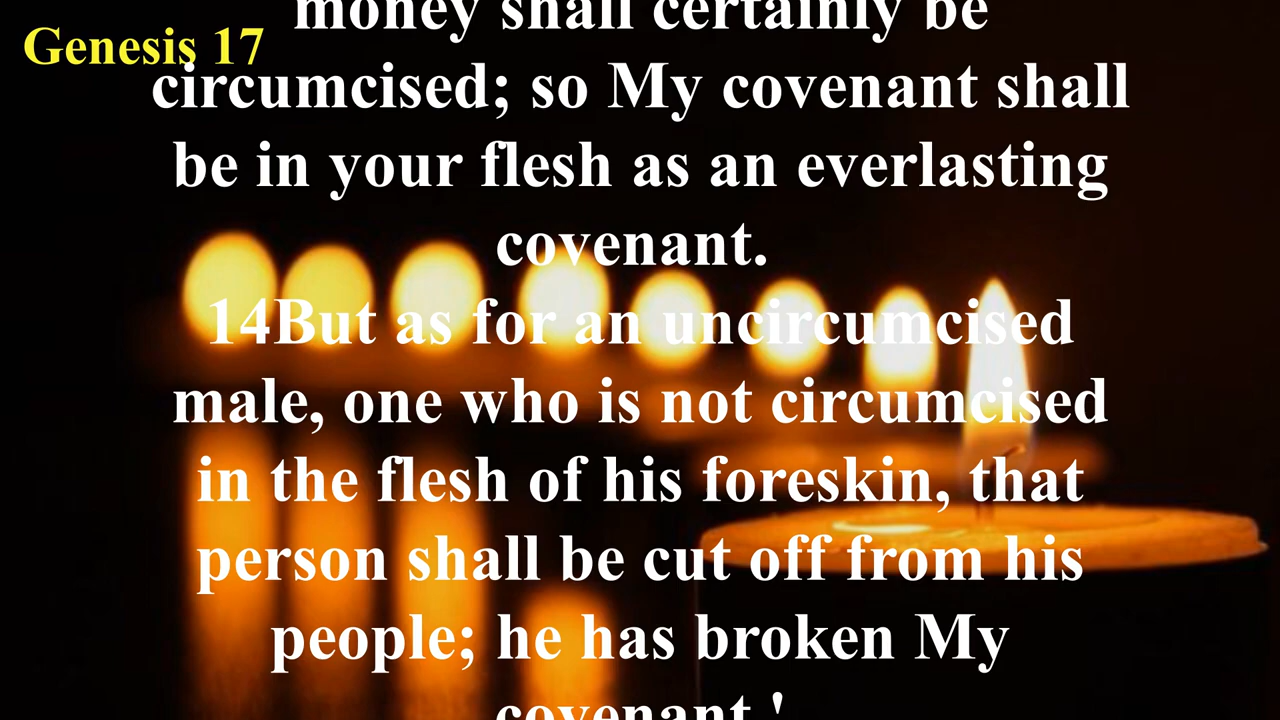 money shall certainly be
Genesis 17
circumcised; so My covenant shall
be in your flesh as an everlasting
covenant.
14But as for an uncircumcised
male, one who is not circumcised
in the flesh of his foreskin, that
person shall be cut off from his
people; he has broken My
covenant.'